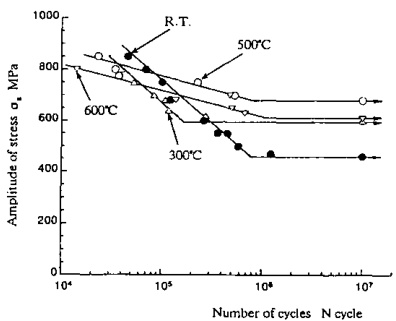 R.T.
500°C
600°C
300°C
Amplitude of stress σa MPa
1000
800
600
400
200
0
10⁴
10⁵
10⁶
10⁷
Number of cycles N cycle